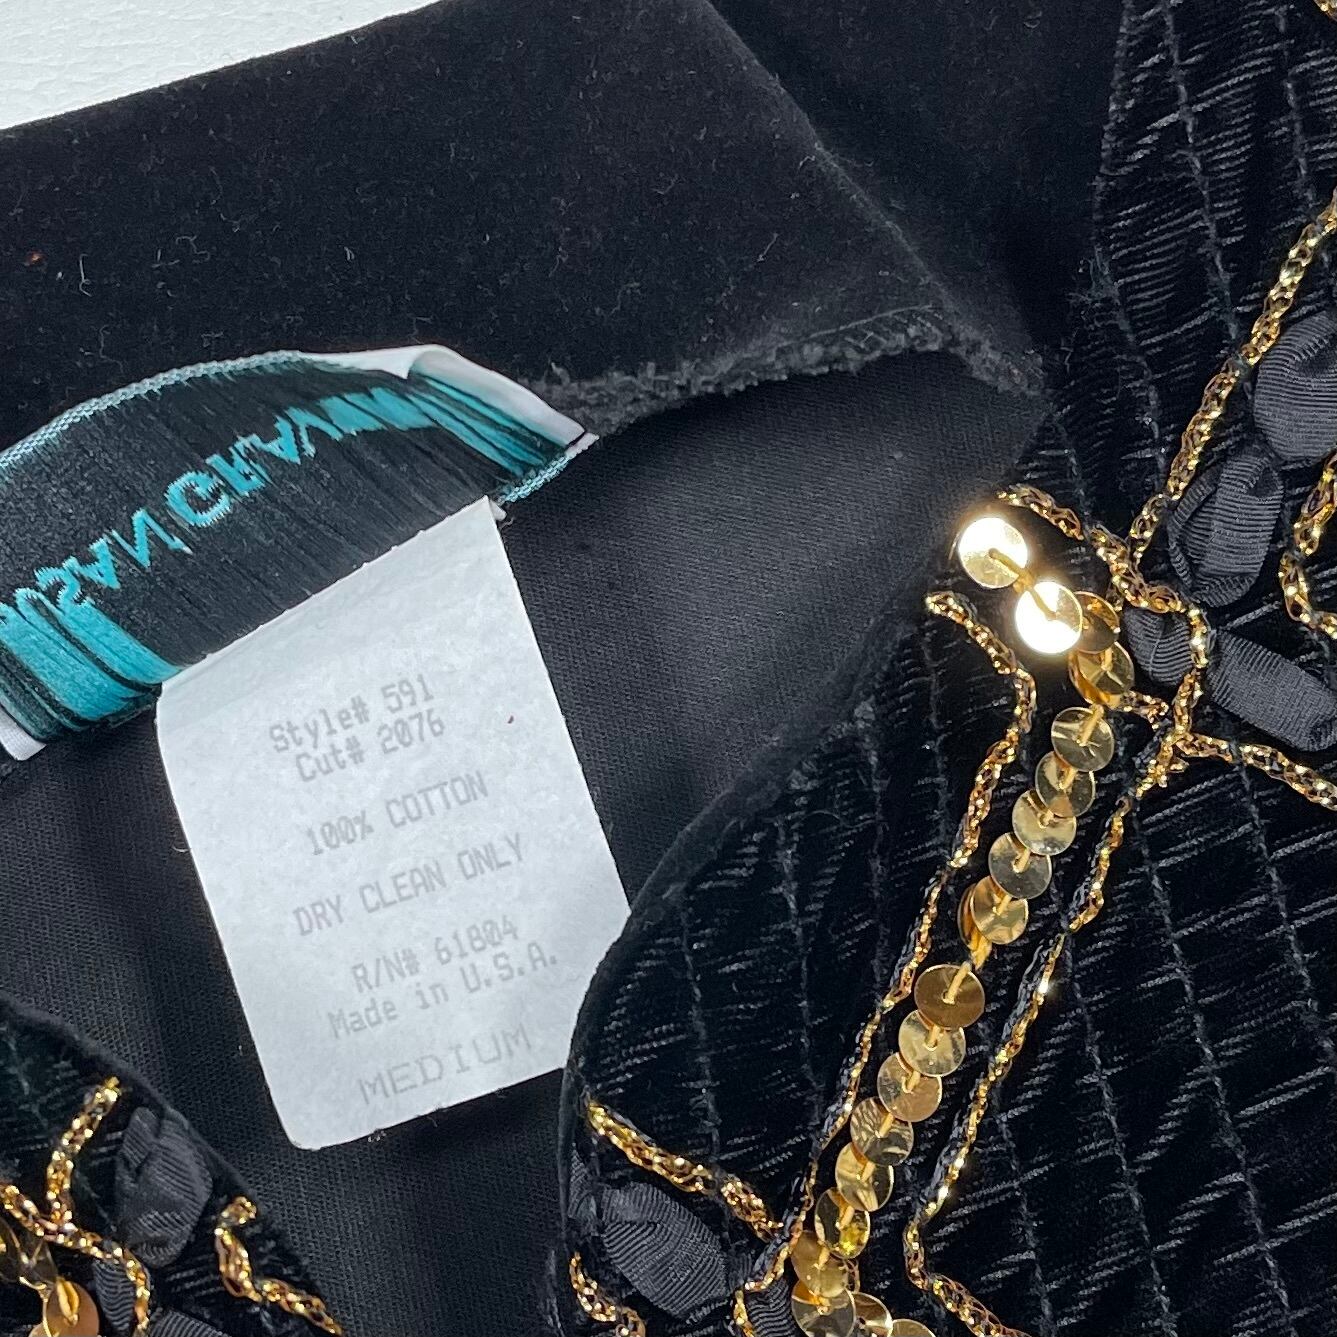 Style# 591
Cut# 2076
100% COTTON
DRY CLEAN ONLY
R/N# 61804
Made in U.S.A.
MEDIUM